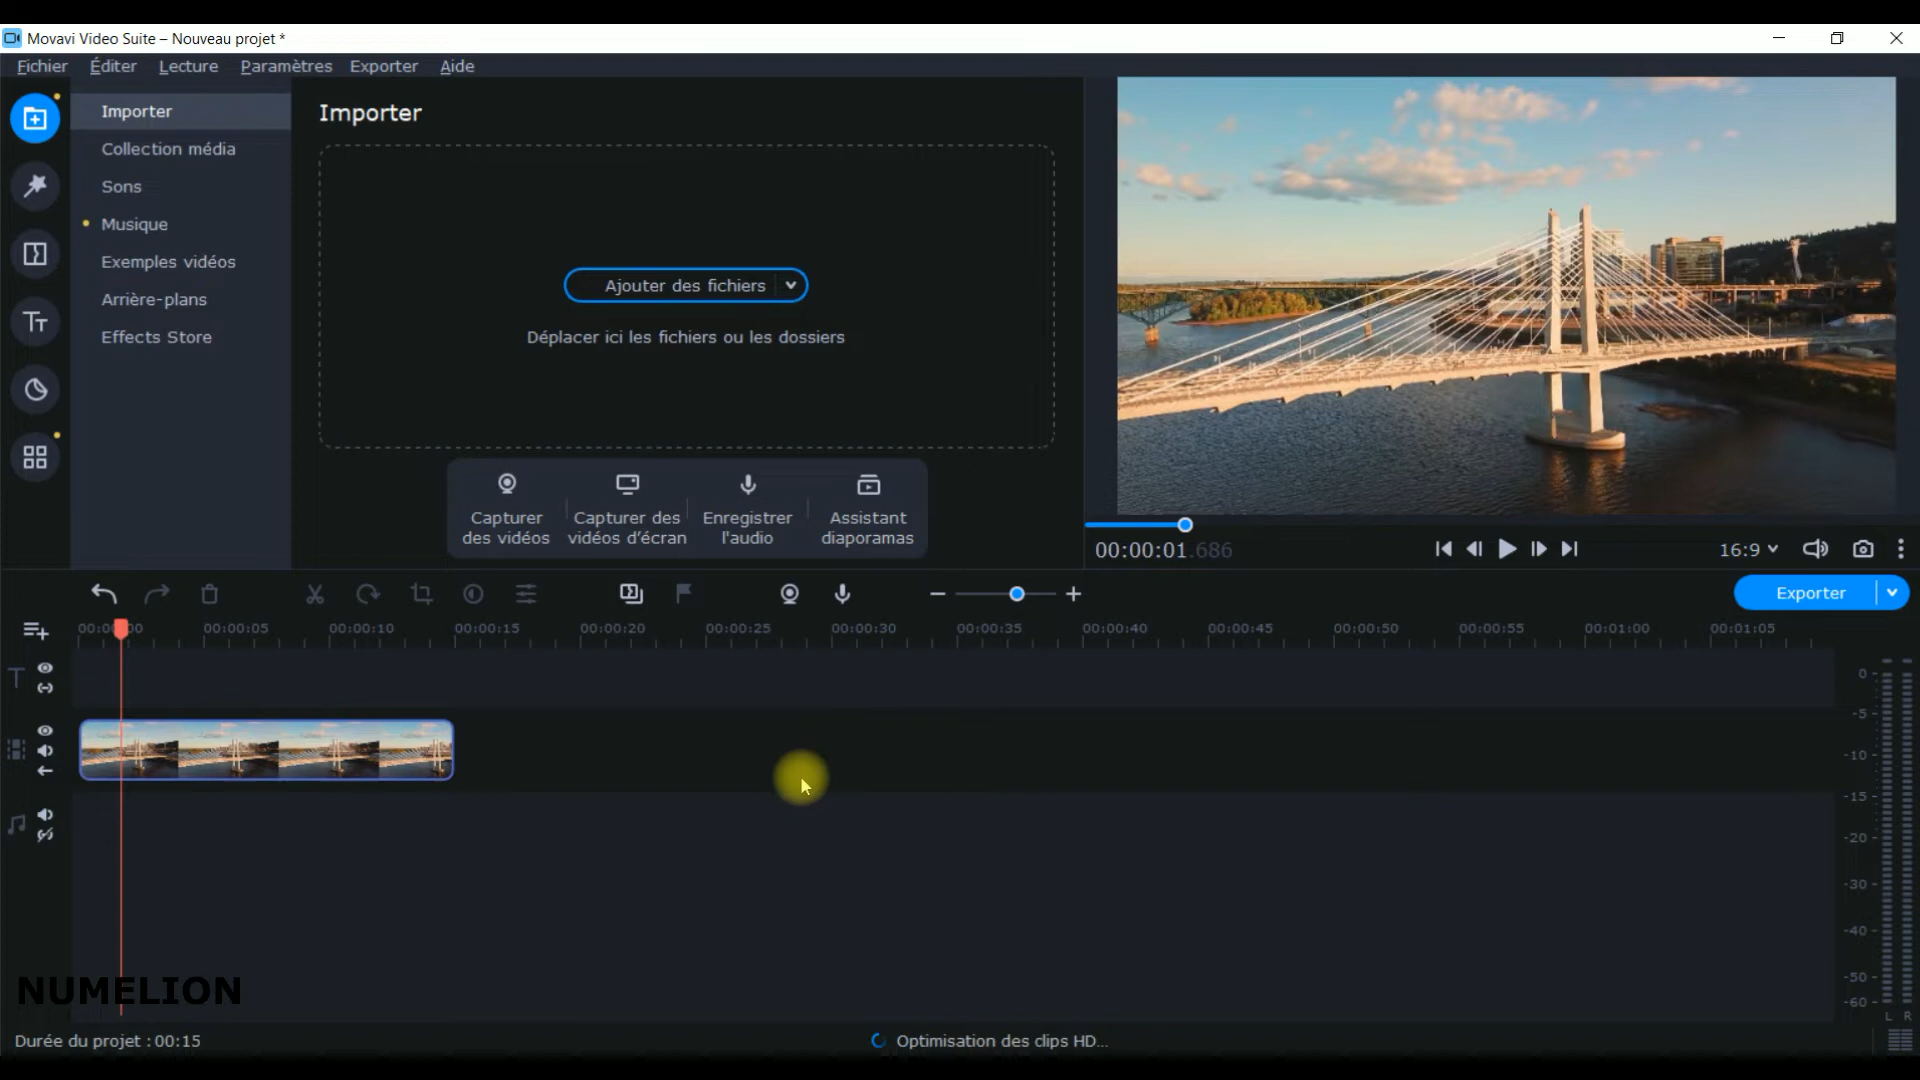 Movavi Video Suite – Nouveau projet *
Fichier Éditer Lecture Paramètres Exporter Aide
Importer
Collection média
Sons
Musique
Exemples vidéos
Arrière-plans
Effects Store
Importer
Ajouter des fichiers
Déplacer ici les fichiers ou les dossiers
Capturer des vidéos
Capturer des vidéos d'écran
Enregistrer l'audio
Assistant diaporamas
00:00:01.686
16:9
Exporter
00:00:05 00:00:10 00:00:15 00:00:20 00:00:25 00:00:30 00:00:35 00:00:40 00:00:45 00:00:50 00:00:55 00:01:00 00:01:05
0
-5
-10
-15
-20
-30
-40
-50
-60
L R
NUMELION
Durée du projet : 00:15
Optimisation des clips HD...